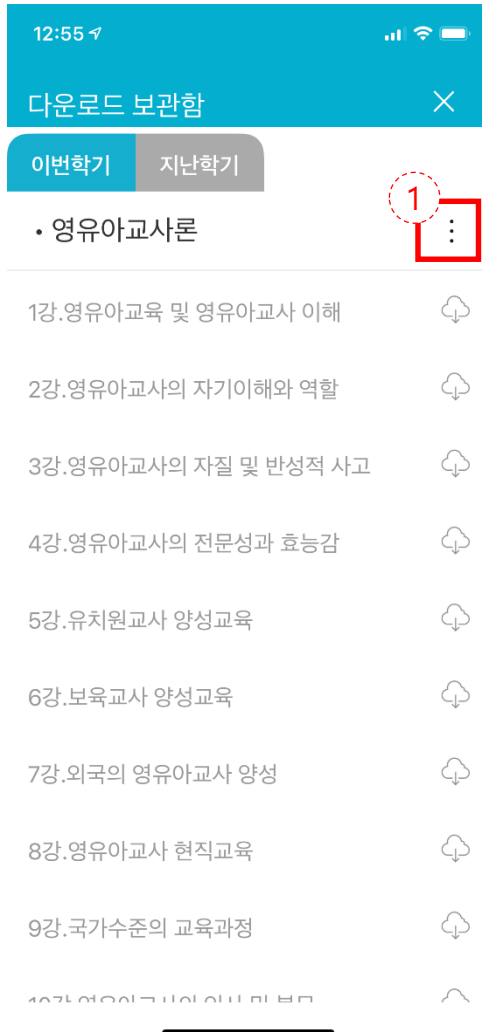 12:55
다운로드 보관함
이번학기 지난학기
1
• 영유아교사론
1강.영유아교육 및 영유아교사 이해
2강.영유아교사의 자기이해와 역할
3강.영유아교사의 자질 및 반성적 사고
4강.영유아교사의 전문성과 효능감
5강.유치원교사 양성교육
6강.보육교사 양성교육
7강.외국의 영유아교사 양성
8강.영유아교사 현직교육
9강.국가수준의 교육과정